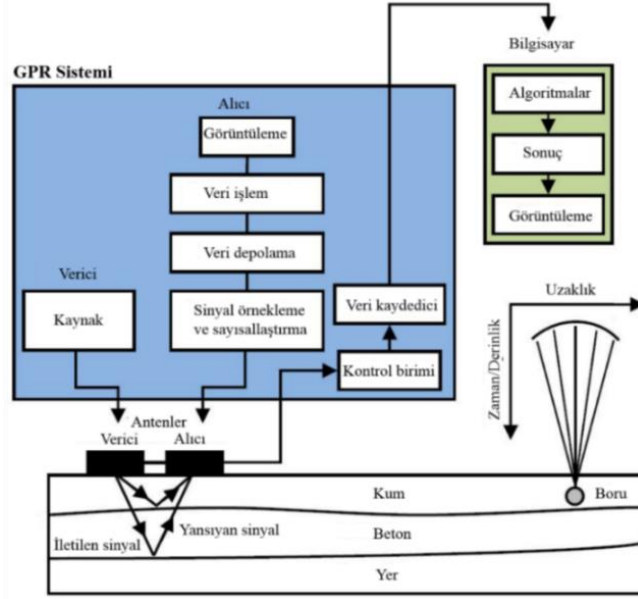 Bilgisayar
GPR Sistemi
Alıcı
Görüntüleme
Veri işlem
Veri depolama
Sinyal örnekleme
ve sayısallaştırma
Verici
Kaynak
Veri kaydedici
Kontrol birimi
Algoritmalar
Sonuç
Görüntüleme
Uzaklık
Zaman/Derinlik
Antenler
Verici
Alıcı
Kum
Boru
İletilen sinyal
Yansıyan sinyal
Beton
Yer